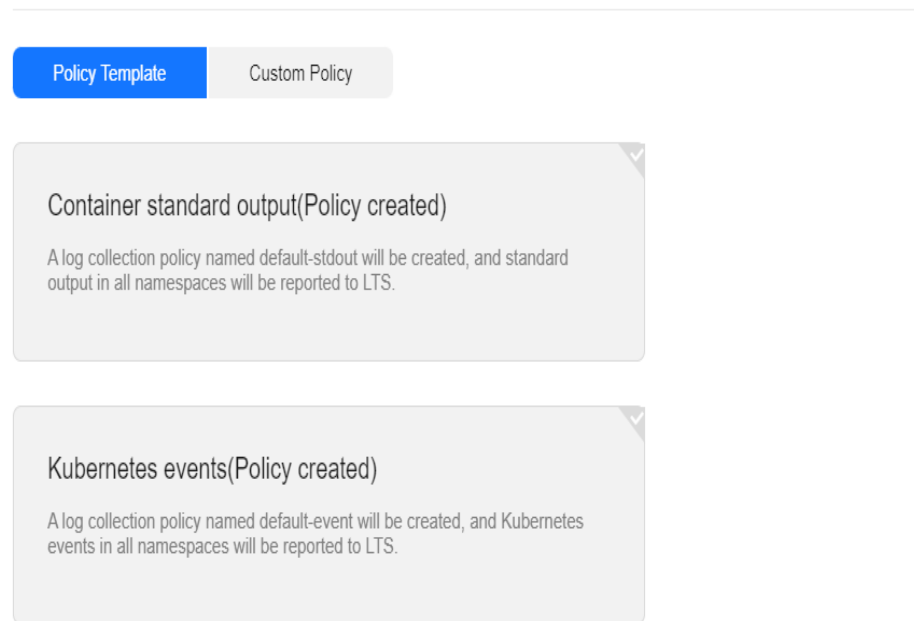 Policy Template
Custom Policy
Container standard output(Policy created)
A log collection policy named default-stdout will be created, and standard
output in all namespaces will be reported to LTS.
Kubernetes events(Policy created)
A log collection policy named default-event will be created, and Kubernetes
events in all namespaces will be reported to LTS.